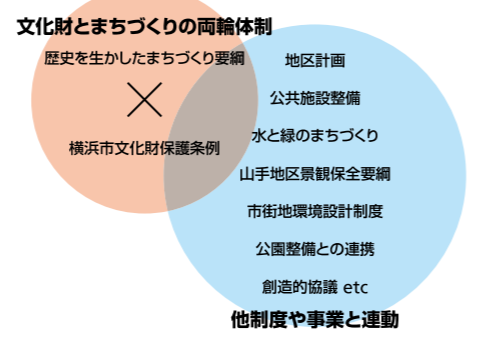 文化財とまちづくりの両輪体制
歴史を生かしたまちづくり要綱
×
横浜市文化財保護条例
地区計画
公共施設整備
水と緑のまちづくり
山手地区景観保全要綱
市街地環境設計制度
公園整備との連携
創造的協議 etc
他制度や事業と連動